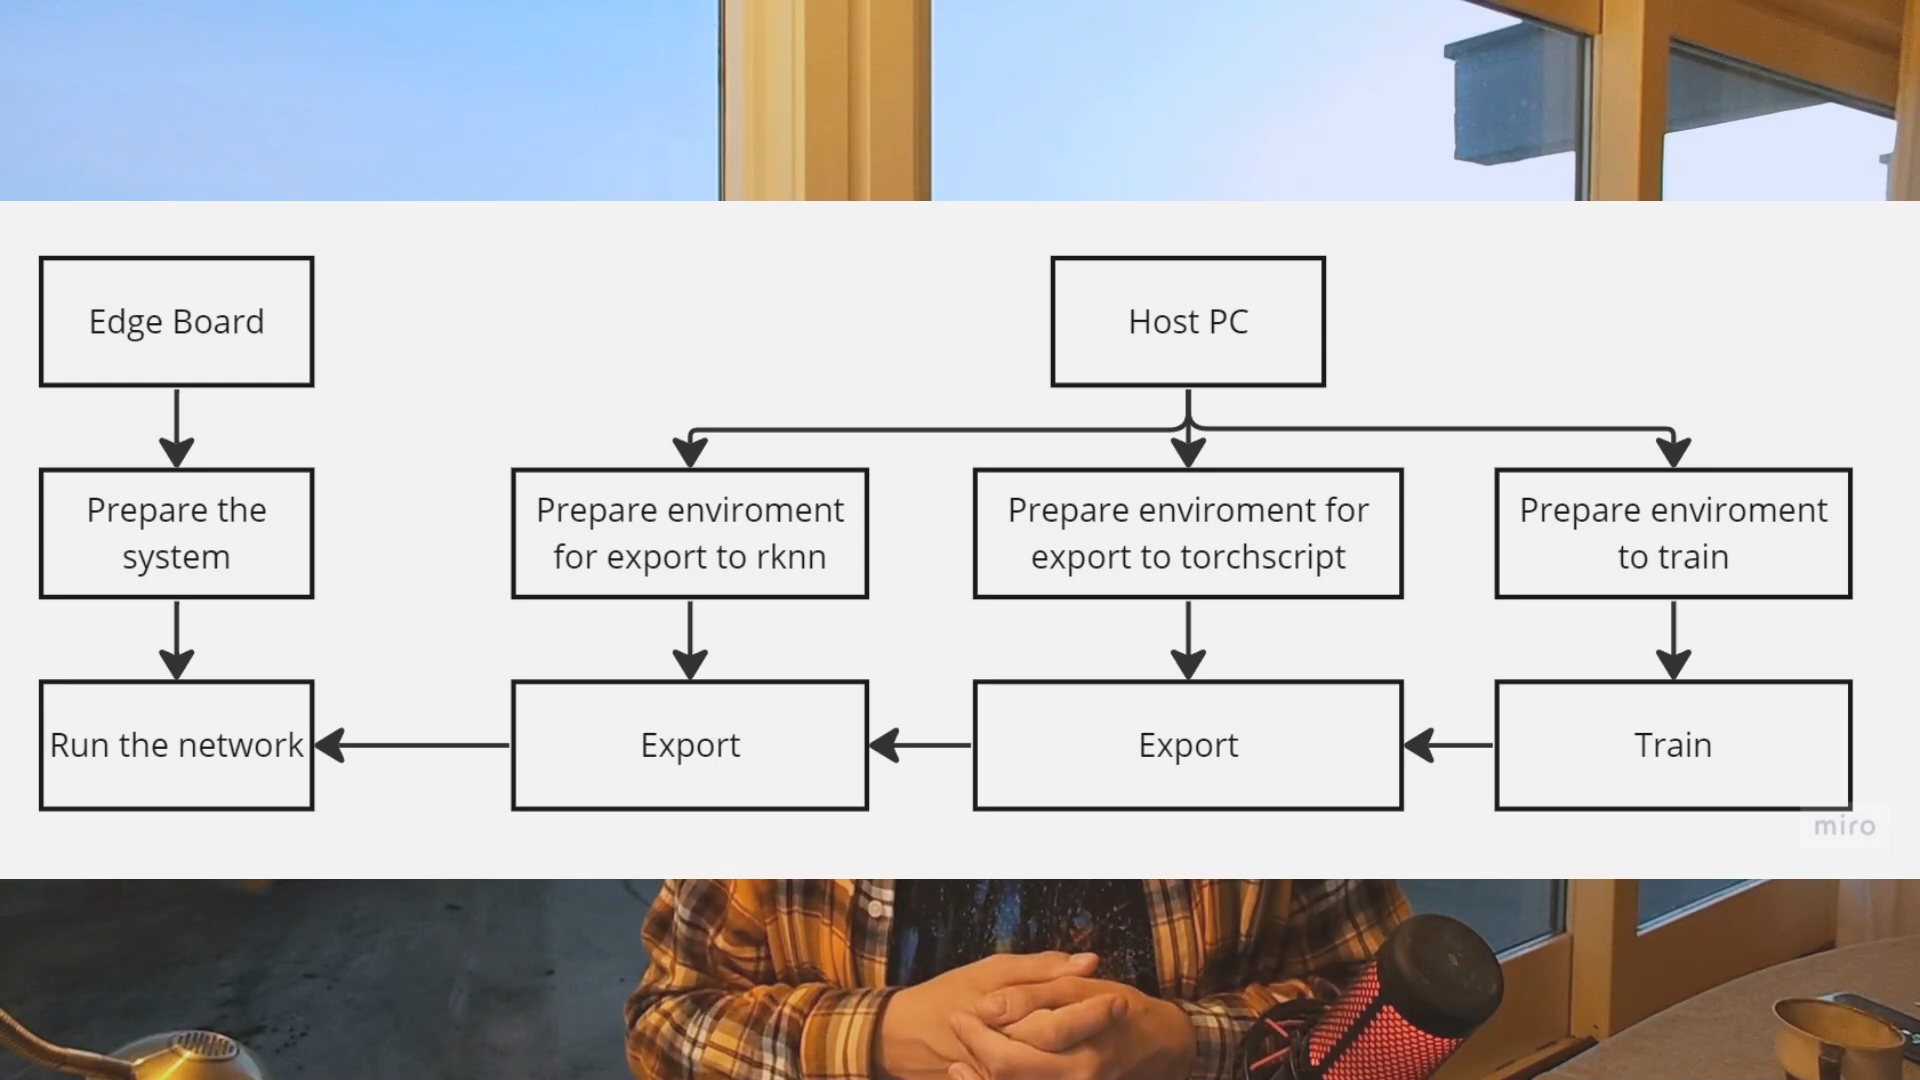 Edge Board
Host PC
Prepare the
system
Prepare enviroment
for export to rknn
Prepare enviroment for
export to torchscript
Prepare enviroment
to train
Run the network
Export
Export
Train
miro